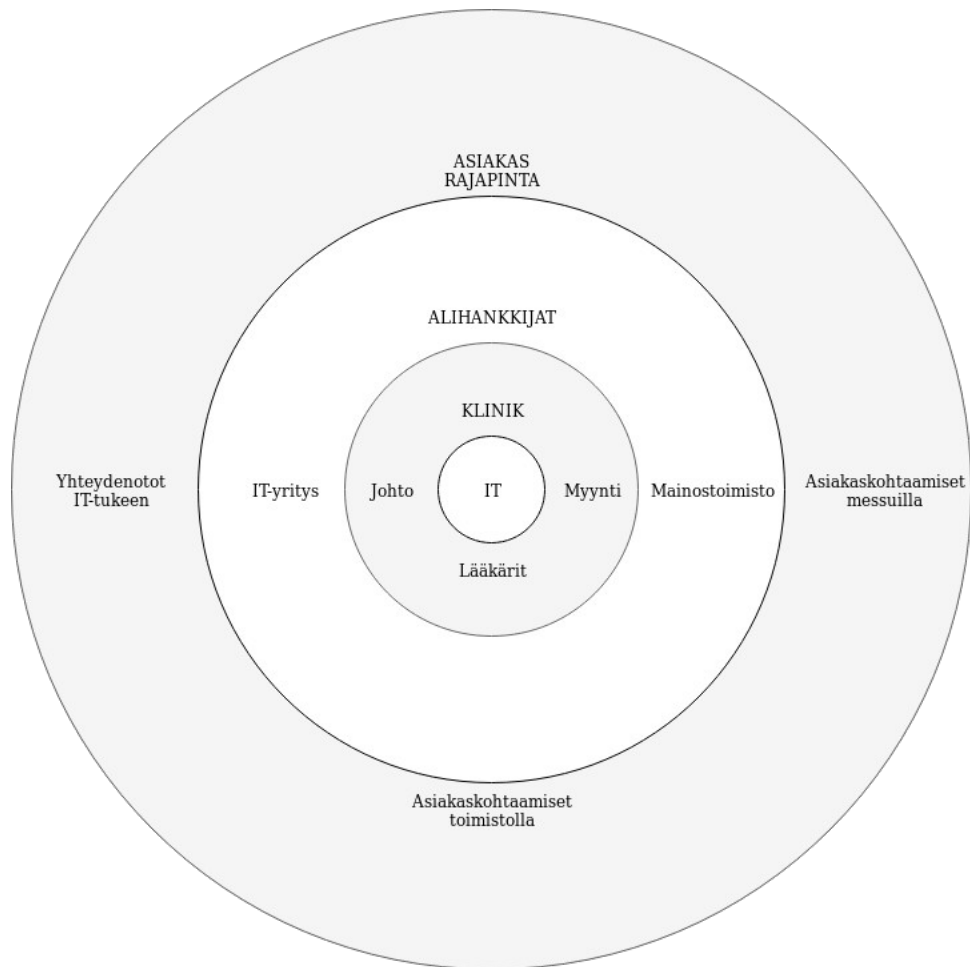 ASIAKAS
RAJAPINTA
ALIHANKKIJAT
KLINIK
Yhteydenotot
IT-tukeen
IT-yritys
Johto
IT
Myynti
Mainostoimisto
Asiakaskohtaamiset
messuilla
Lääkärit
Asiakaskohtaamiset
toimistolla